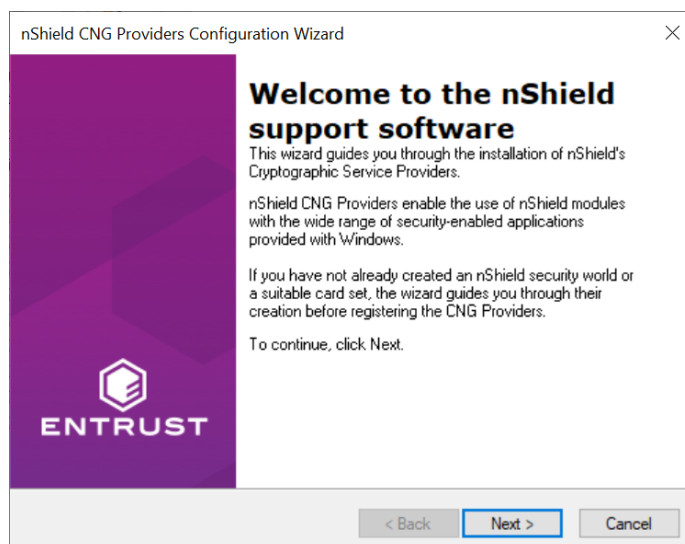 nShield CNG Providers Configuration Wizard
Welcome to the nShield
support software
This wizard guides you through the installation of nShield's
Cryptographic Service Providers.
nShield CNG Providers enable the use of nShield modules
with the wide range of security-enabled applications
provided with Windows.
If you have not already created an nShield security world or
a suitable card set, the wizard guides you through their
creation before registering the CNG Providers.
To continue, click Next.
ENTRUST
< Back Next > Cancel